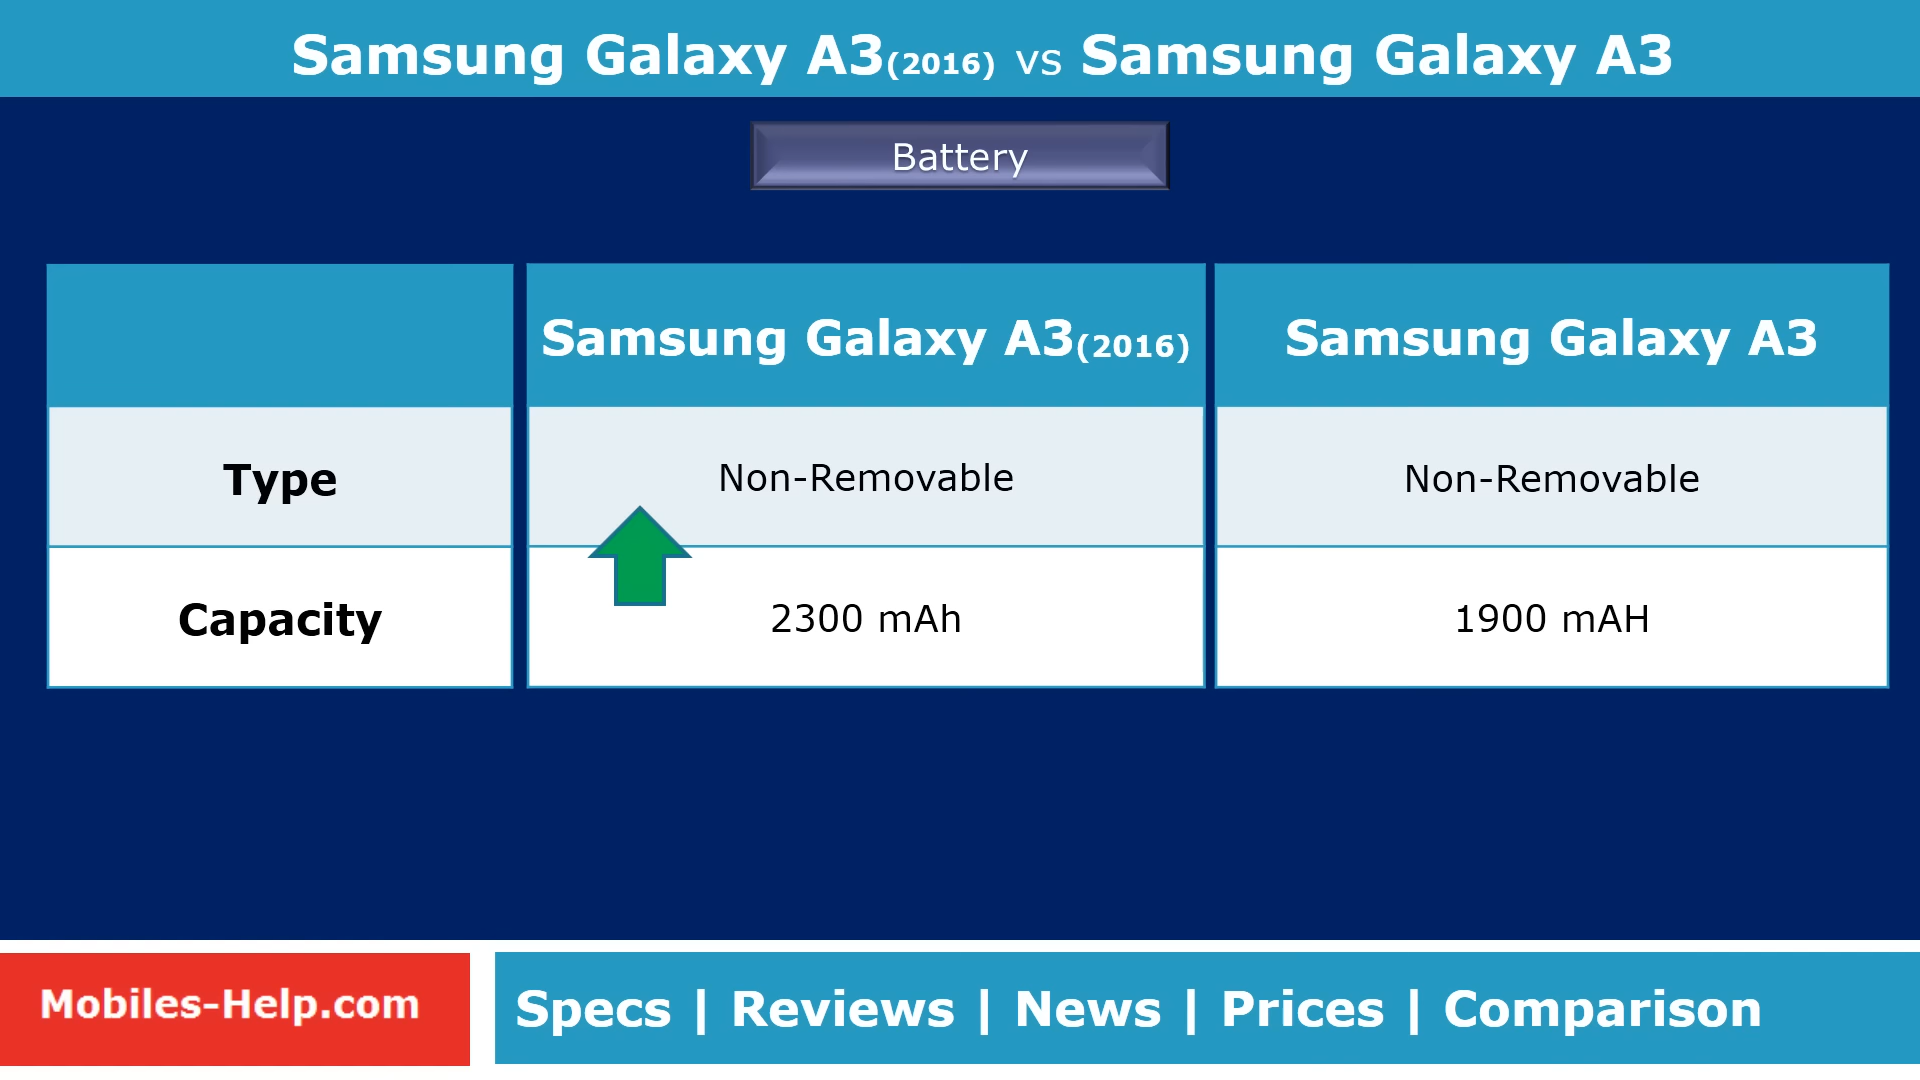 Samsung Galaxy A3(2016) vs Samsung Galaxy A3
Battery
Samsung Galaxy A3(2016) Samsung Galaxy A3
Type Non-Removable Non-Removable
Capacity 2300 mAh 1900 mAH
Mobiles-Help.com Specs | Reviews | News | Prices | Comparison